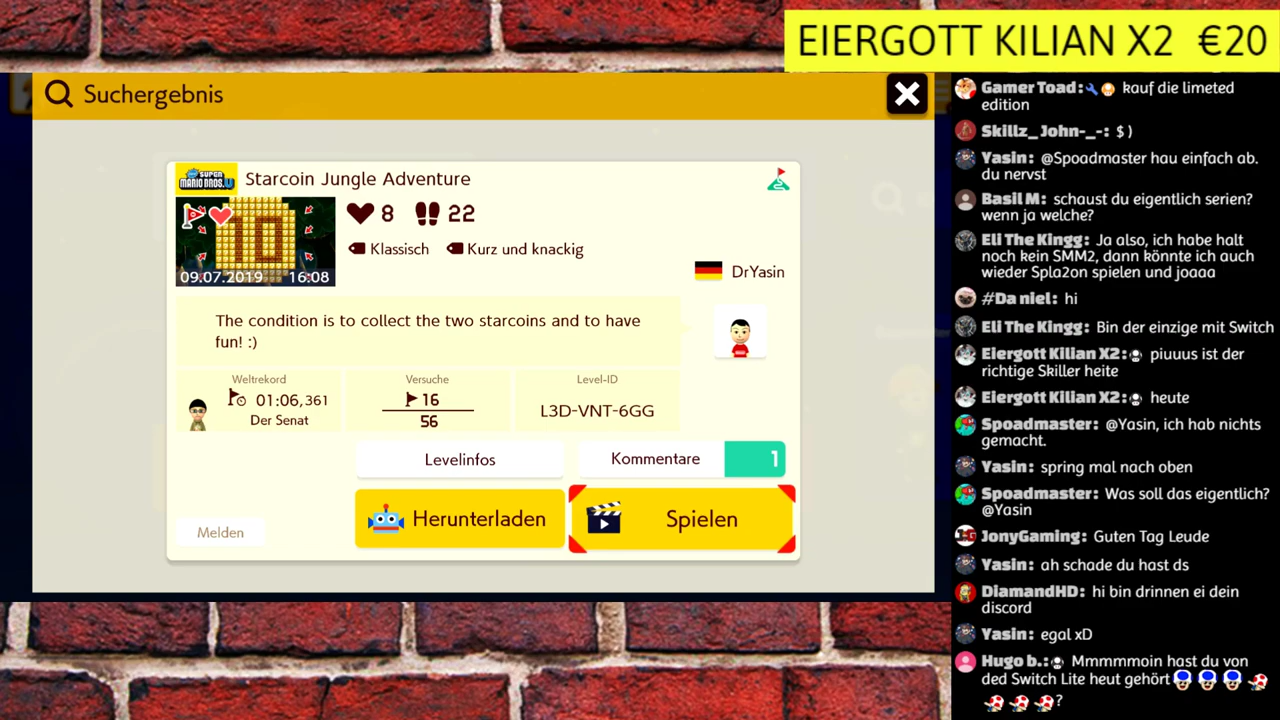 EIERGOTT KILIAN X2 €20
Suchergebnis
SUPER
MARIO BROS. U
Starcoin Jungle Adventure
8 22
Klassisch Kurz und knackig
10
09.07.2019 16:08
DrYasin
The condition is to collect the two starcoins and to have
fun! :)
Weltrekord
01:06,361
Der Senat
Versuche
16
56
Level-ID
L3D-VNT-6GG
Levelinfos
Kommentare 1
Melden
Herunterladen
Spielen
Gamer Toad: kauf die limeted
edition
Skillz_John-_-: $ )
Yasin: @Spoadmaster hau einfach ab.
du nervst
Basil M: schaust du eigentlich serien?
wenn ja welche?
Eli The Kingg: Ja also, ich habe halt
noch kein SMM2, dann könnte ich auch
wieder Spla2on spielen und joaaa
#Da niel: hi
Eli The Kingg: Bin der einzige mit Switch
Eiergott Kilian X2: piuuus ist der
richtige Skiller heite
Eiergott Kilian X2: heute
Spoadmaster: @Yasin, ich hab nichts
gemacht.
Yasin: spring mal nach oben
Spoadmaster: Was soll das eigentlich?
@Yasin
JonyGaming: Guten Tag Leude
Yasin: ah schade du hast ds
DiamandHD: hi bin drinnen ei dein
discord
Yasin: egal xD
Hugo b.: Mmmmmoin hast du von
ded Switch Lite heut gehört
?